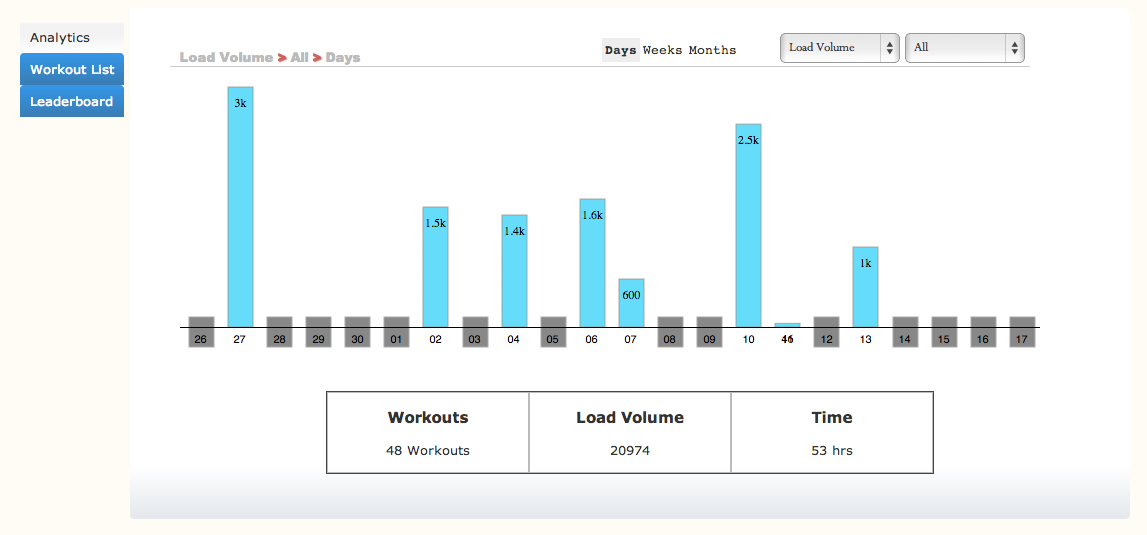 Analytics
Workout List
Leaderboard
Load Volume > All > Days
Days Weeks Months
Load Volume
All
3k
2.5k
1.6k
1.5k
1.4k
1k
600
26 27 28 29 30 01 02 03 04 05 06 07 08 09 10 12 13 14 15 16 17
Workouts Load Volume Time
48 Workouts 20974 53 hrs